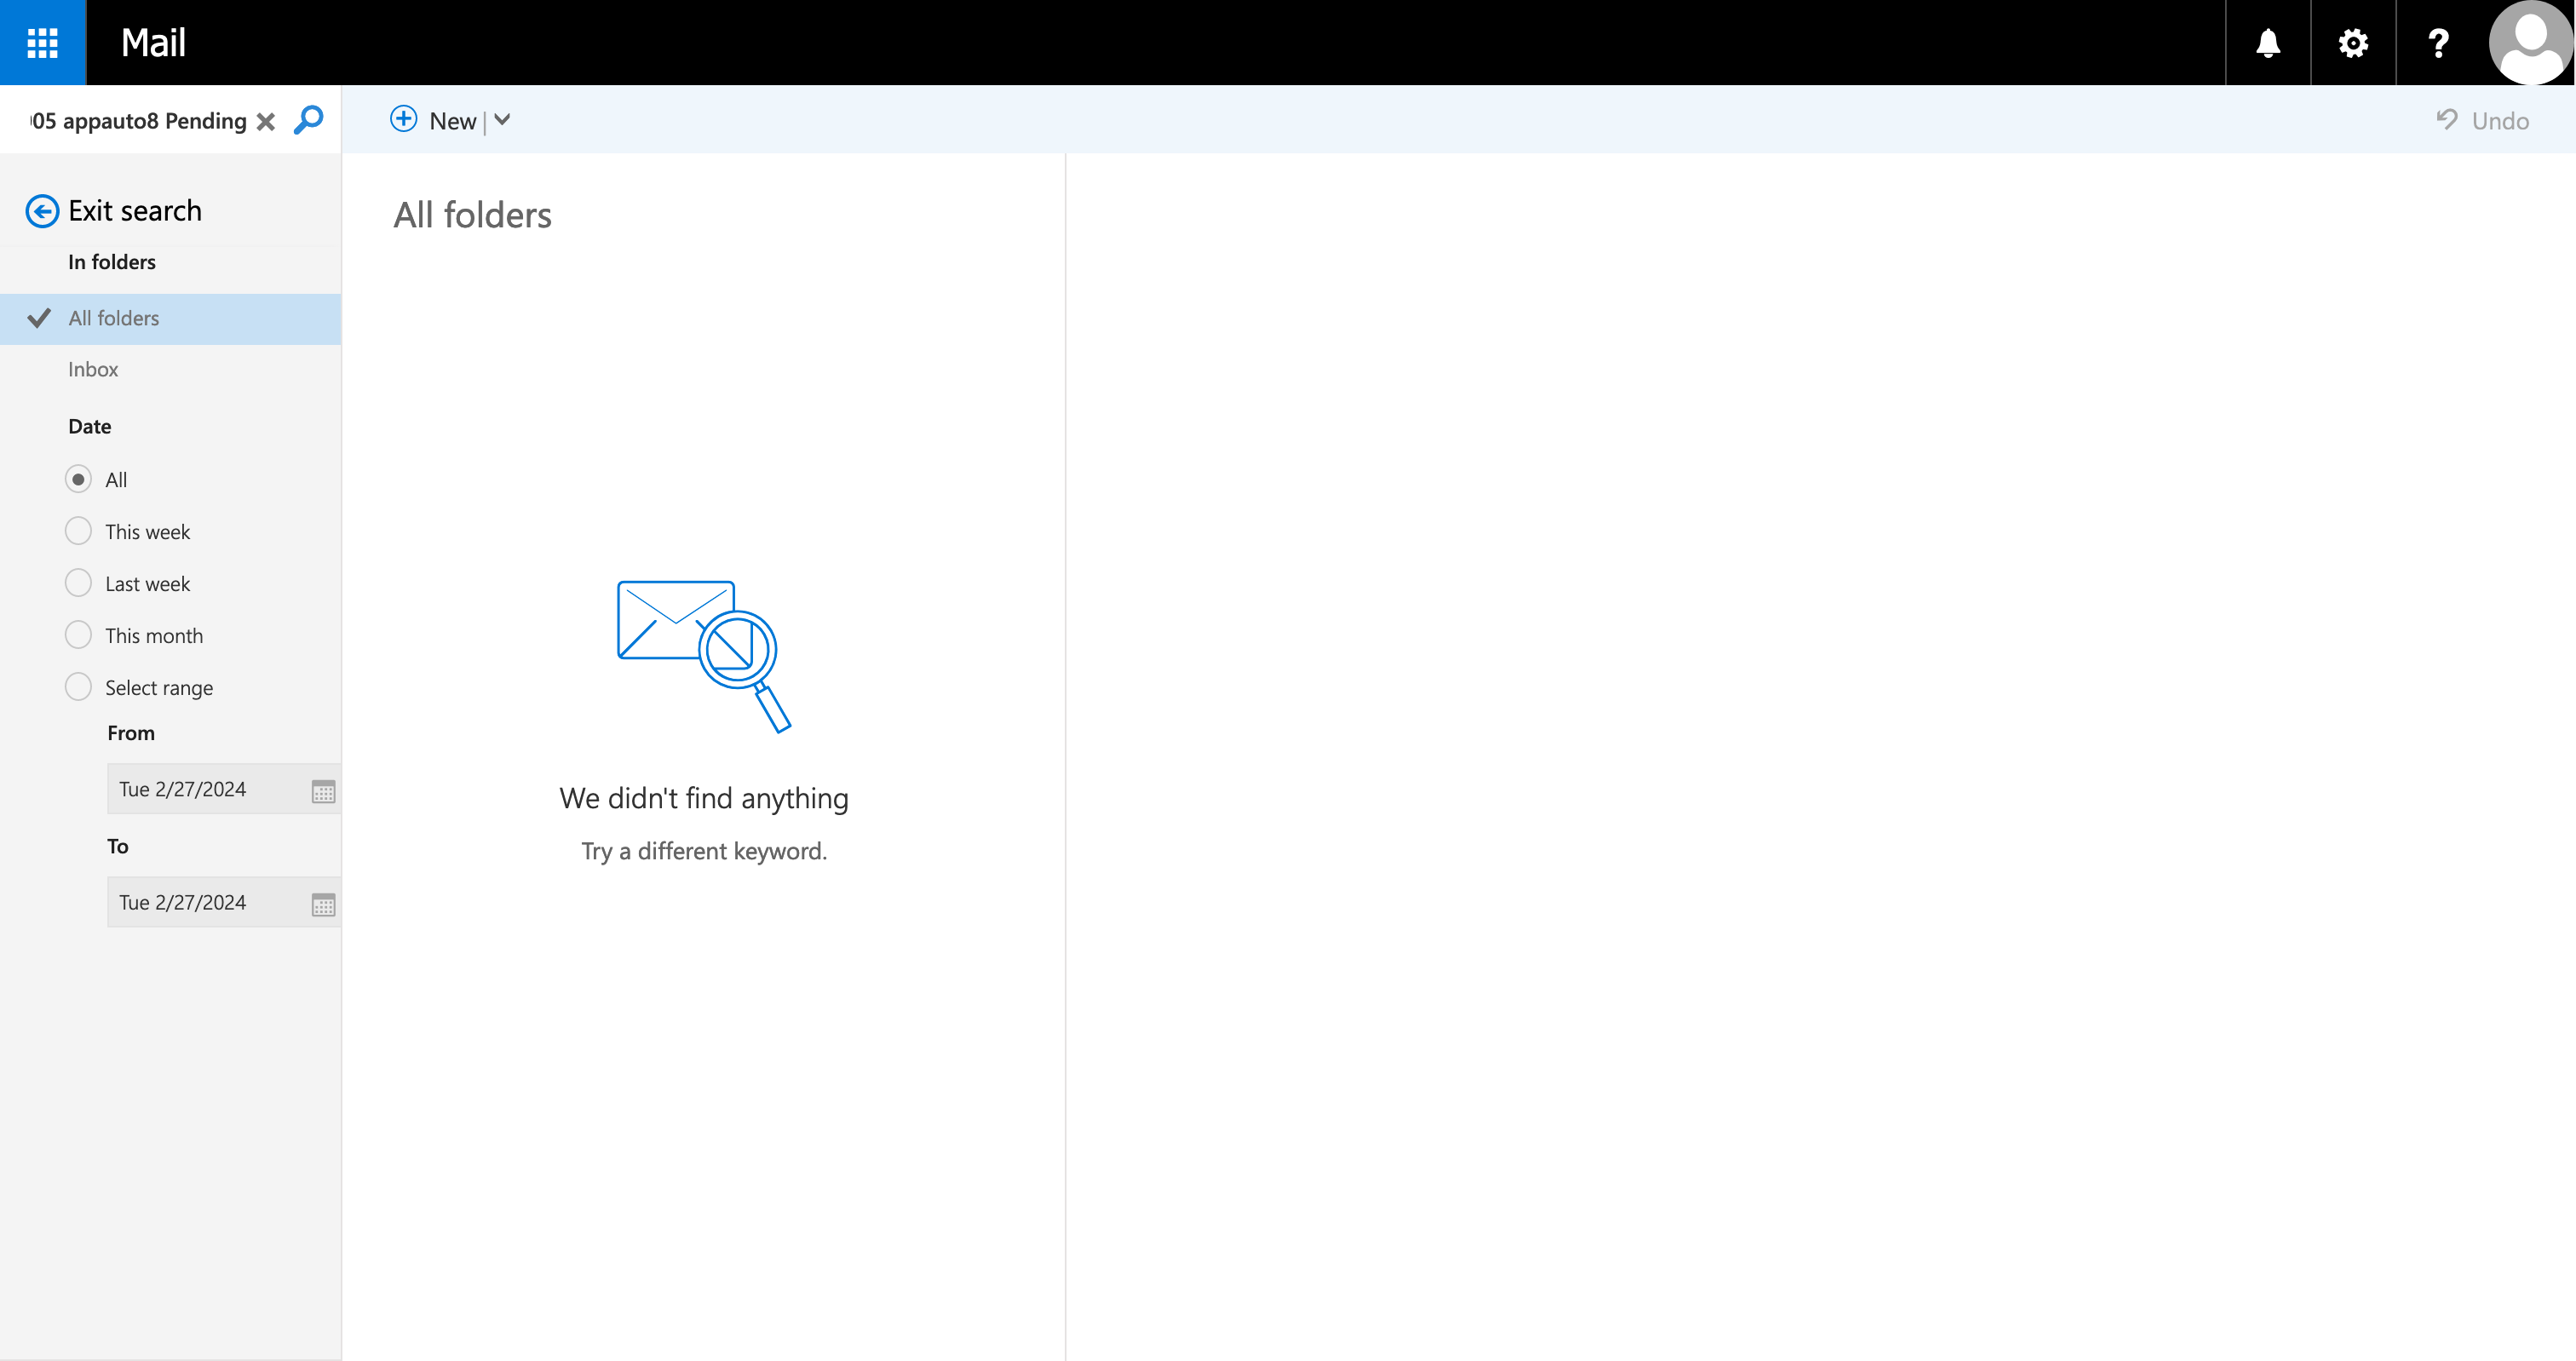 Mail
05 appauto8 Pending
New
Undo
Exit search
In folders
All folders
Inbox
Date
All
This week
Last week
This month
Select range
From
Tue 2/27/2024
To
Tue 2/27/2024
All folders
We didn't find anything
Try a different keyword.